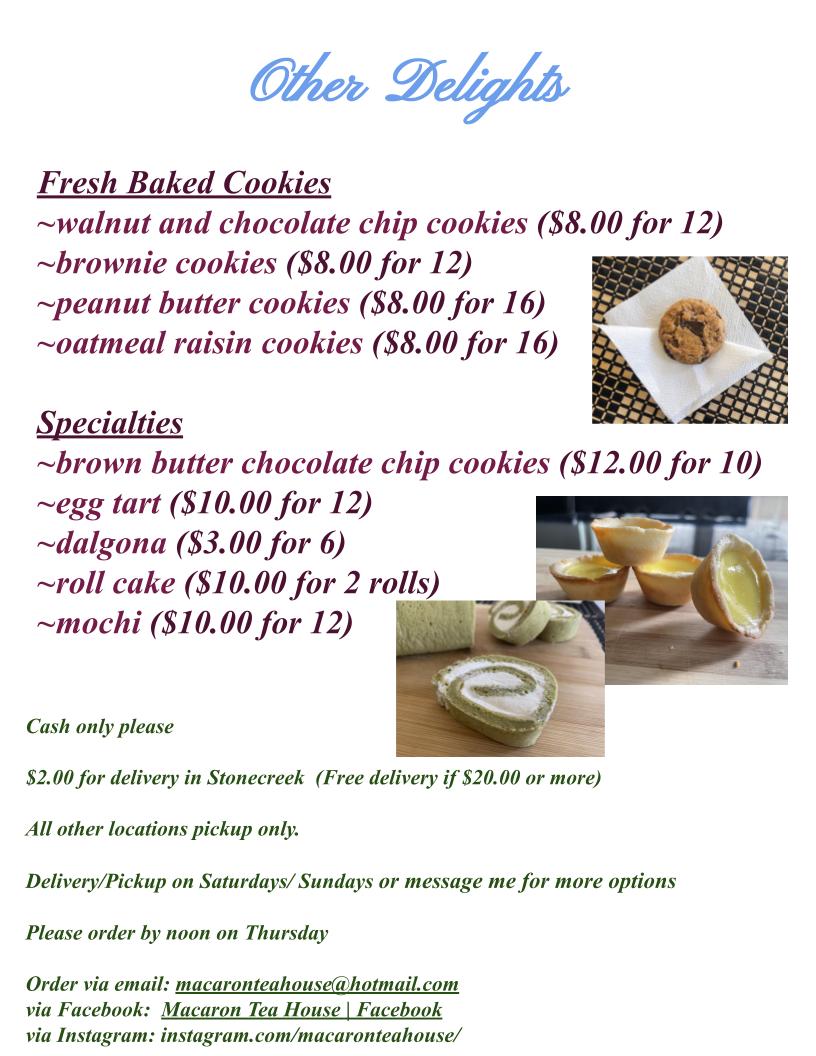 Other Delights
Fresh Baked Cookies
~walnut and chocolate chip cookies ($8.00 for 12)
~brownie cookies ($8.00 for 12)
~peanut butter cookies ($8.00 for 16)
~oatmeal raisin cookies ($8.00 for 16)
Specialties
~brown butter chocolate chip cookies ($12.00 for 10)
~egg tart ($10.00 for 12)
~dalgona ($3.00 for 6)
~roll cake ($10.00 for 2 rolls)
~mochi ($10.00 for 12)
Cash only please
$2.00 for delivery in Stonecreek  (Free delivery if $20.00 or more)
All other locations pickup only.
Delivery/Pickup on Saturdays/ Sundays or message me for more options
Please order by noon on Thursday
Order via email: macaronteahouse@hotmail.com
via Facebook:  Macaron Tea House | Facebook
via Instagram: instagram.com/macaronteahouse/